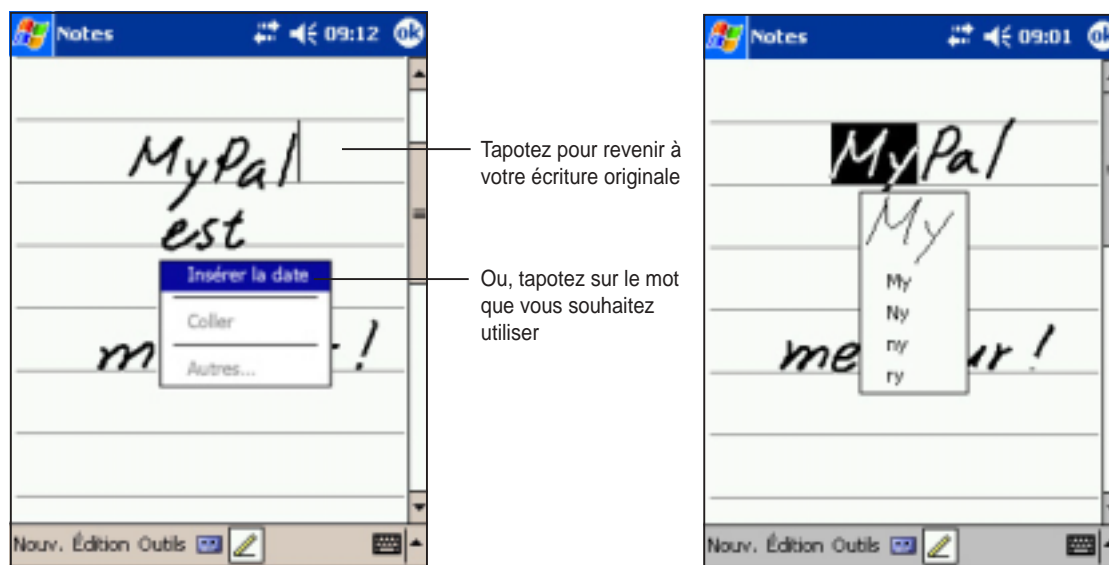 Notes 09:12 ok
MyPal
est
Insérer la date
Coller
Autres...
m !
Nouv. Édition Outils
Tapotez pour revenir à
votre écriture originale
Ou, tapotez sur le mot
que vous souhaitez
utiliser
Notes 09:01 ok
MyPal
My
My
Ny
ny
ry
me ur !
Nouv. Édition Outils